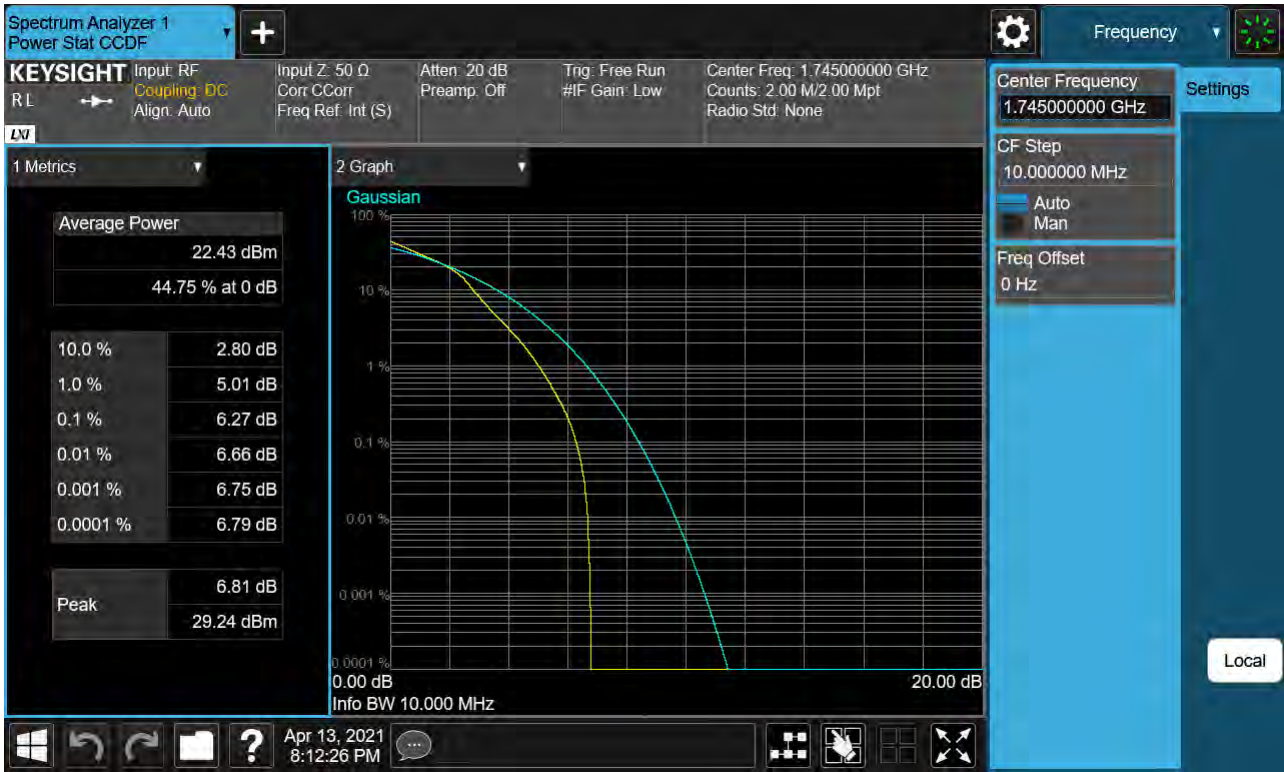 Spectrum Analyzer 1
Power Stat CCDF
Frequency
KEYSIGHT
RL
LXI
Input: RF
Coupling: DC
Align: Auto
Input Z: 50 Ω
Corr CCorr
Freq Ref: Int (S)
Atten: 20 dB
Preamp: Off
Trig: Free Run
#IF Gain: Low
Center Freq: 1.745000000 GHz
Counts: 2.00 M/2.00 Mpt
Radio Std: None
Center Frequency
1.745000000 GHz
Settings
CF Step
10.000000 MHz
Auto
Man
Freq Offset
0 Hz
Local
1 Metrics
Average Power
22.43 dBm
44.75 % at 0 dB
10.0 % 2.80 dB
1.0 % 5.01 dB
0.1 % 6.27 dB
0.01 % 6.66 dB
0.001 % 6.75 dB
0.0001 % 6.79 dB
Peak
6.81 dB
29.24 dBm
2 Graph
Gaussian
100 %
10 %
1 %
0.1 %
0.01 %
0.001 %
0.0001 %
0.00 dB 20.00 dB
Info BW 10.000 MHz
?
Apr 13, 2021
8:12:26 PM